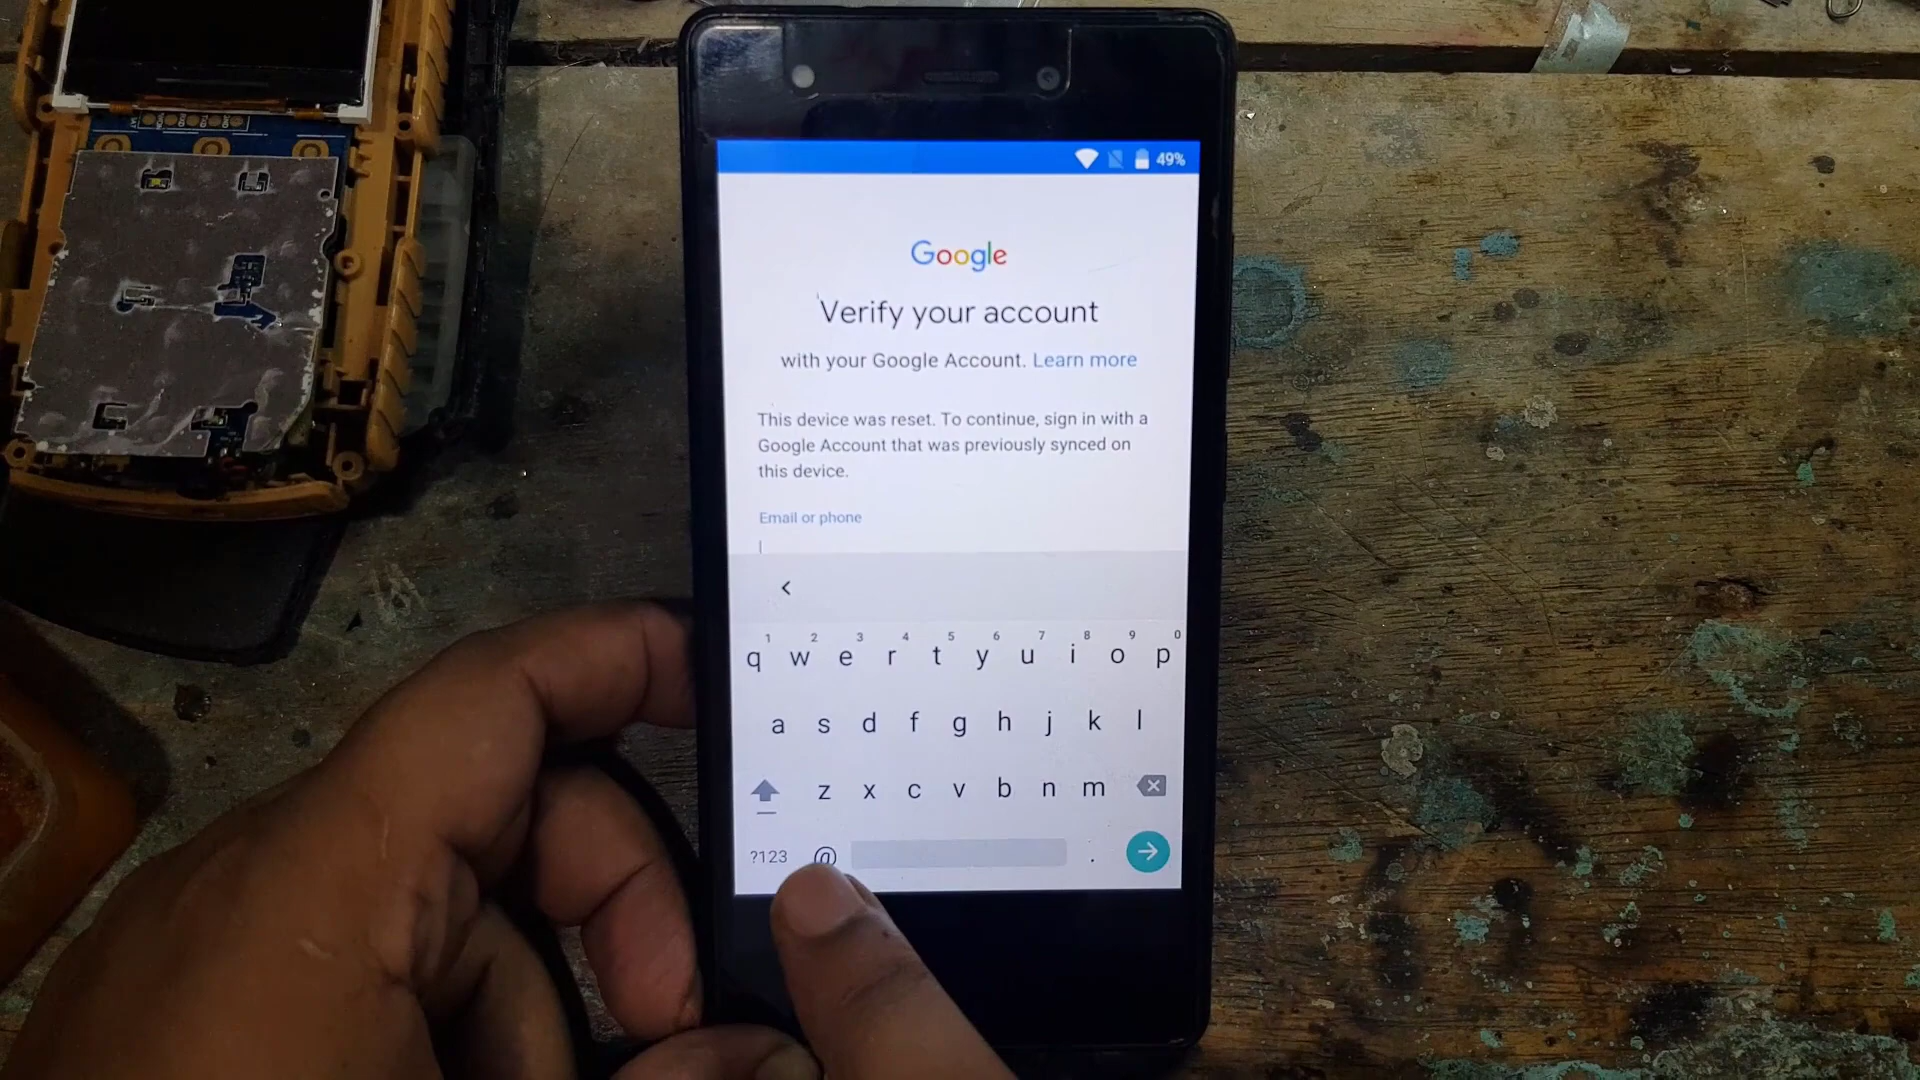 49%
Google
Verify your account
with your Google Account. Learn more
This device was reset. To continue, sign in with a
Google Account that was previously synced on
this device.
Email or phone
<
1 2 3 4 5 6 7 8 9 0
q w e r t y u i o p
a s d f g h j k l
z x c v b n m
?123 @ .